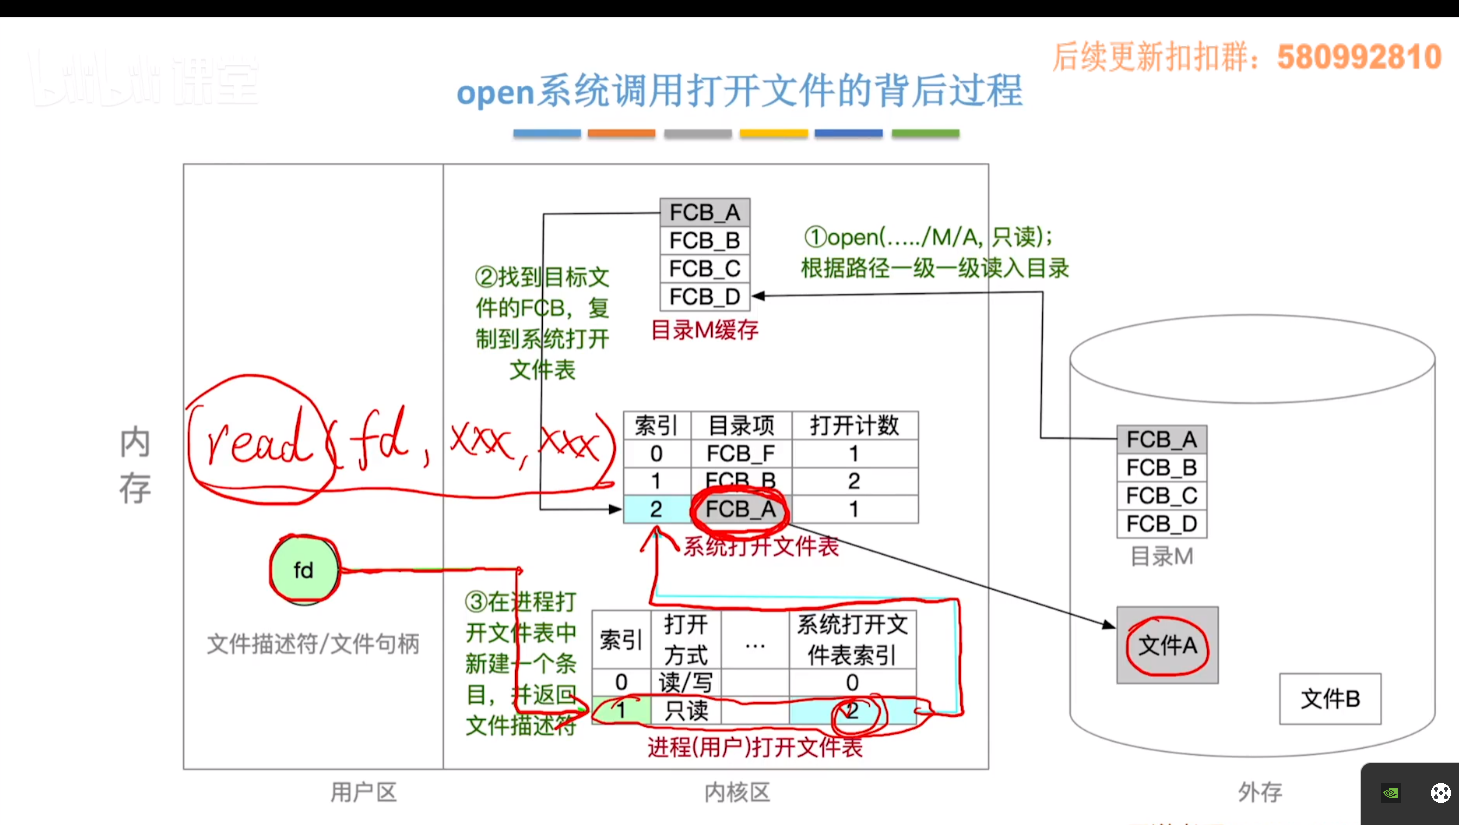 bilibili 课堂
后续更新扣扣群：580992810
open系统调用打开文件的背后过程
FCB_A
FCB_B
FCB_C
FCB_D
目录M缓存
①open(...../M/A, 只读);
根据路径一级一级读入目录
②找到目标文
件的FCB，复
制到系统打开
文件表
内
存
read(fd, xxx, xxx)
索引 目录项 打开计数
0 FCB_F 1
1 FCB_B 2
2 FCB_A 1
系统打开文件表
FCB_A
FCB_B
FCB_C
FCB_D
目录M
fd
文件描述符/文件句柄
③在进程打
开文件表中
新建一个条
目，并返回
文件描述符
索引 打开 … 系统打开文
方式 件表索引
0 读/写 0
1 只读 2
进程(用户)打开文件表
文件A
文件B
用户区
内核区
外存